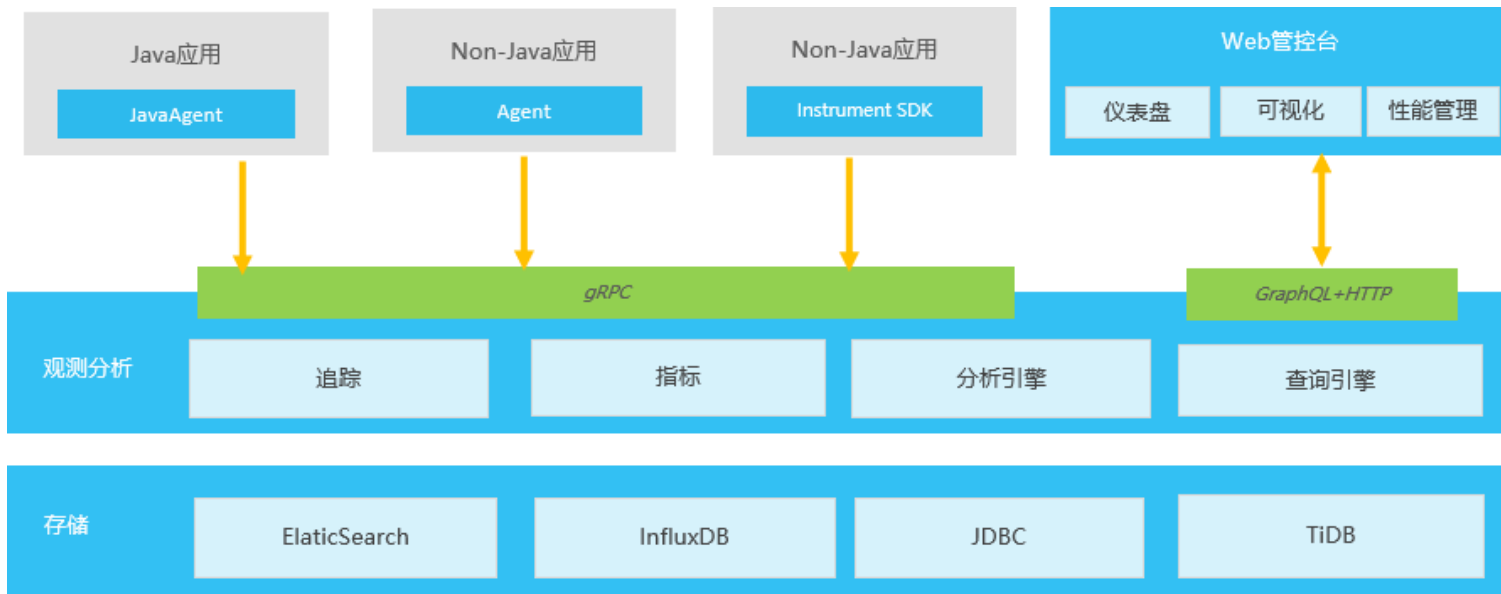 Java应用
JavaAgent
Non-Java应用
Agent
Non-Java应用
Instrument SDK
Web管控台
仪表盘
可视化
性能管理
gRPC
GraphQL+HTTP
观测分析
追踪
指标
分析引擎
查询引擎
存储
ElaticSearch
InfluxDB
JDBC
TiDB